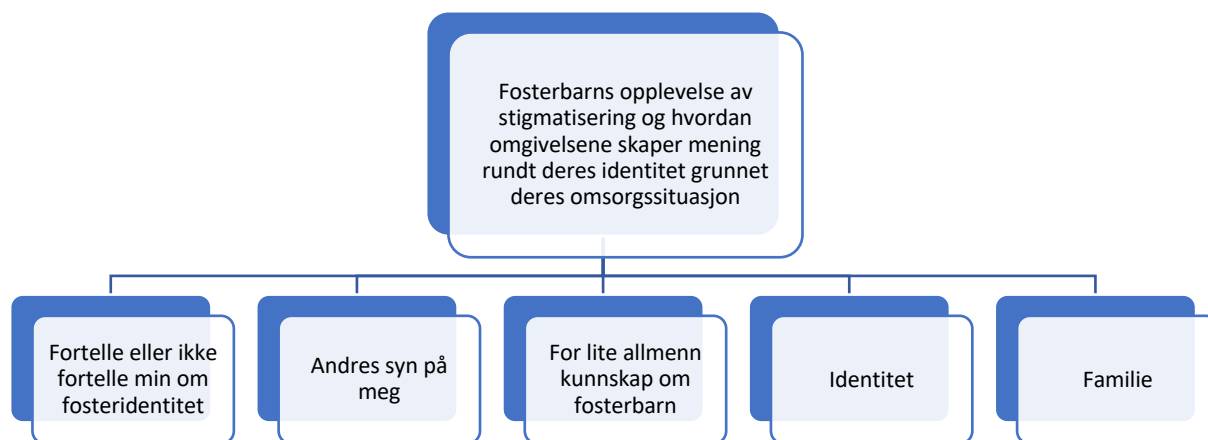 Fosterbarns opplevelse av
stigmatisering og hvordan
omgivelsene skaper mening
rundt deres identitet grunnet
deres omsorgssituasjon
Fortelle eller ikke
fortelle min om
fosteridentitet
Andres syn på
meg
For lite allmenn
kunnskap om
fosterbarn
Identitet
Familie